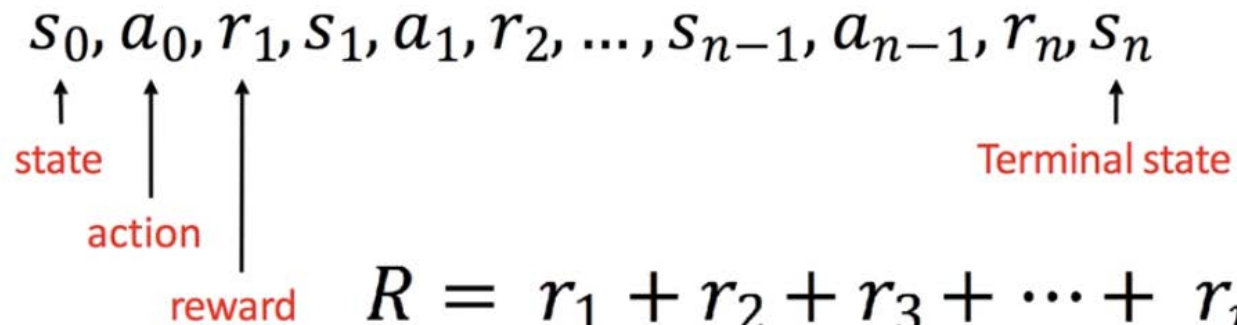 s₀, a₀, r₁, s₁, a₁, r₂, …, sₙ₋₁, aₙ₋₁, rₙ, sₙ
state
Terminal state
action
reward
R = r₁ + r₂ + r₃ + ⋯ + r